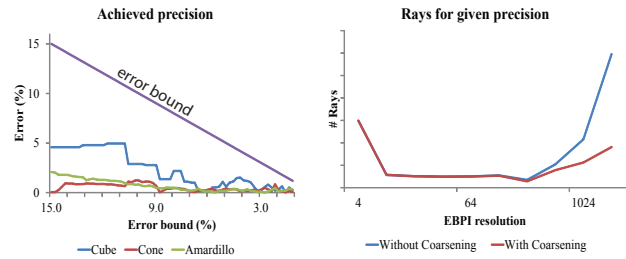 Achieved precision
15
10
5
0
Error (%)
error bound
15.0 9.0 3.0
Error bound (%)
Cube Cone Amardillo
Rays for given precision
# Rays
4 64 1024
EBPI resolution
Without Coarsening With Coarsening